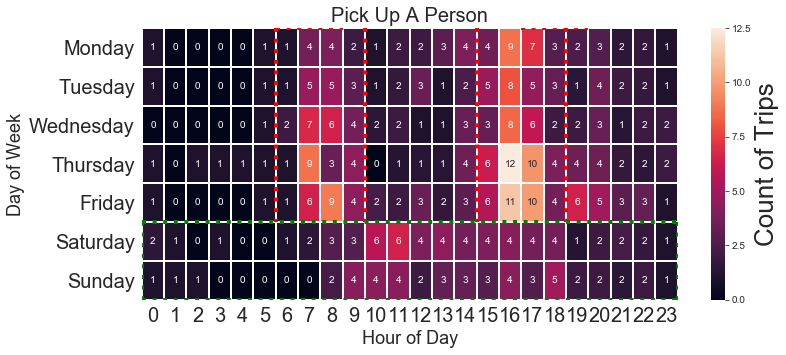 Pick Up A Person
Monday 1 0 0 0 0 1 1 4 4 2 1 2 2 3 4 4 9 7 3 2 3 2 2 1
Tuesday 1 0 0 0 0 1 1 5 5 3 1 2 3 1 2 5 8 5 3 1 4 2 2 1
Wednesday 0 0 0 0 0 1 2 7 6 4 2 2 1 1 3 3 8 6 2 2 3 1 2 2
Thursday 1 0 1 1 1 1 1 9 3 4 0 1 1 1 4 6 12 10 4 4 4 2 2 2
Friday 1 0 0 0 0 1 1 6 9 4 2 2 3 2 3 6 11 10 4 6 5 3 3 1
Saturday 2 1 0 1 0 0 1 2 3 3 6 6 4 4 4 4 4 4 4 1 2 2 2 1
Sunday 1 1 1 0 0 0 0 0 2 4 4 4 2 3 3 3 4 3 5 2 2 2 2 1
0 1 2 3 4 5 6 7 8 9 10 11 12 13 14 15 16 17 18 19 20 21 22 23
Hour of Day
Day of Week
12.5
10.0
7.5
5.0
2.5
0.0
Count of Trips